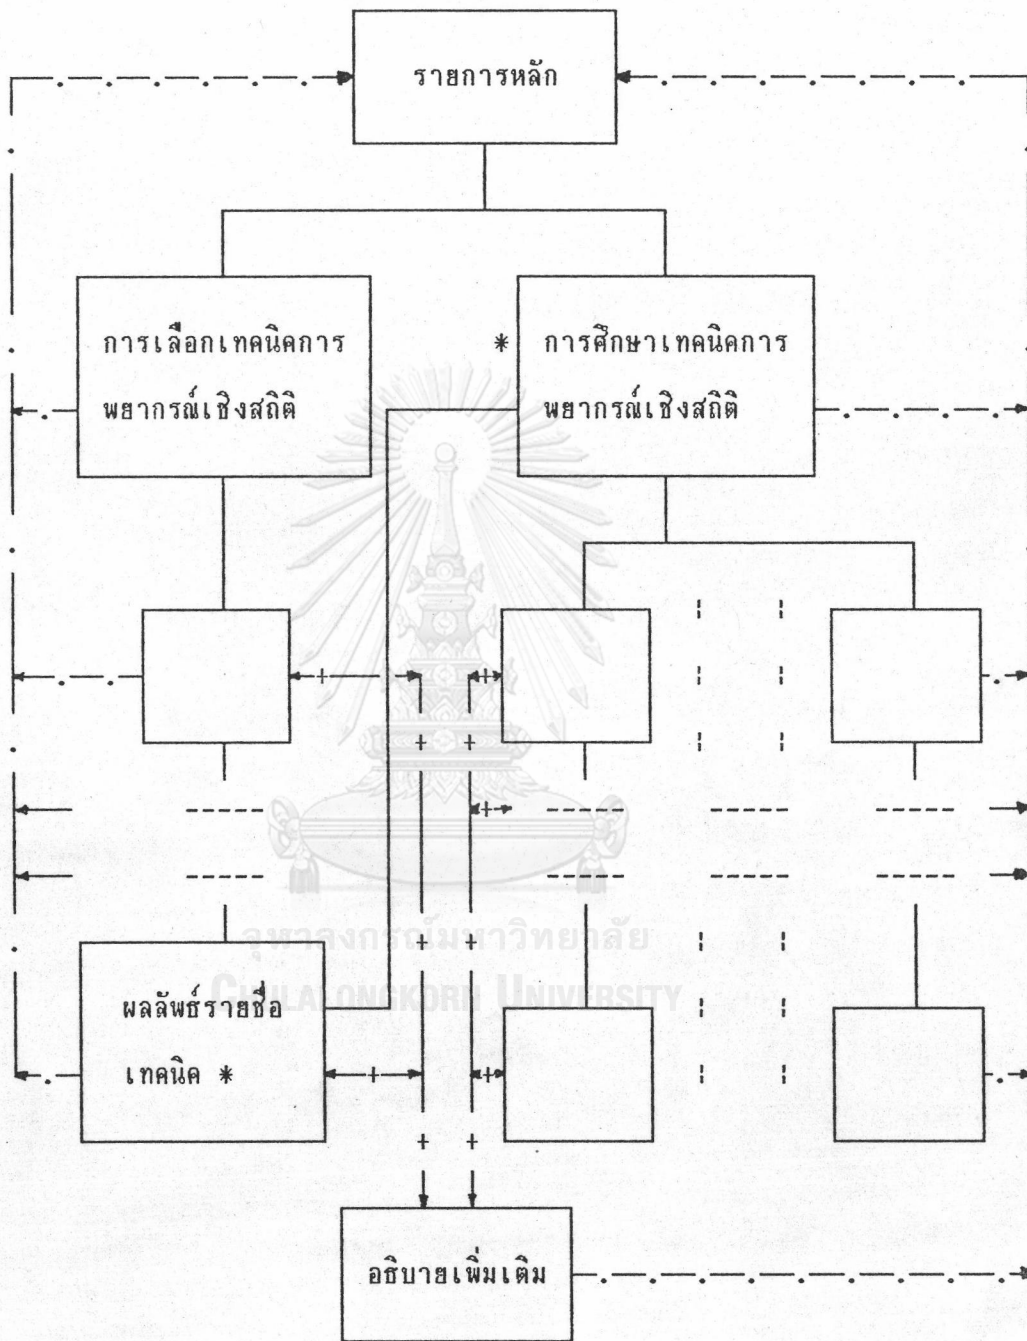 รายการหลัก
การเลือกเทคนิคการ
พยากรณ์เชิงสถิติ
* การศึกษาเทคนิคการ
พยากรณ์เชิงสถิติ
จุฬาลงกรณ์มหาวิทยาลัย
CHULALONGKORN UNIVERSITY
ผลลัพธ์รายชื่อ
เทคนิค *
อธิบายเพิ่มเติม